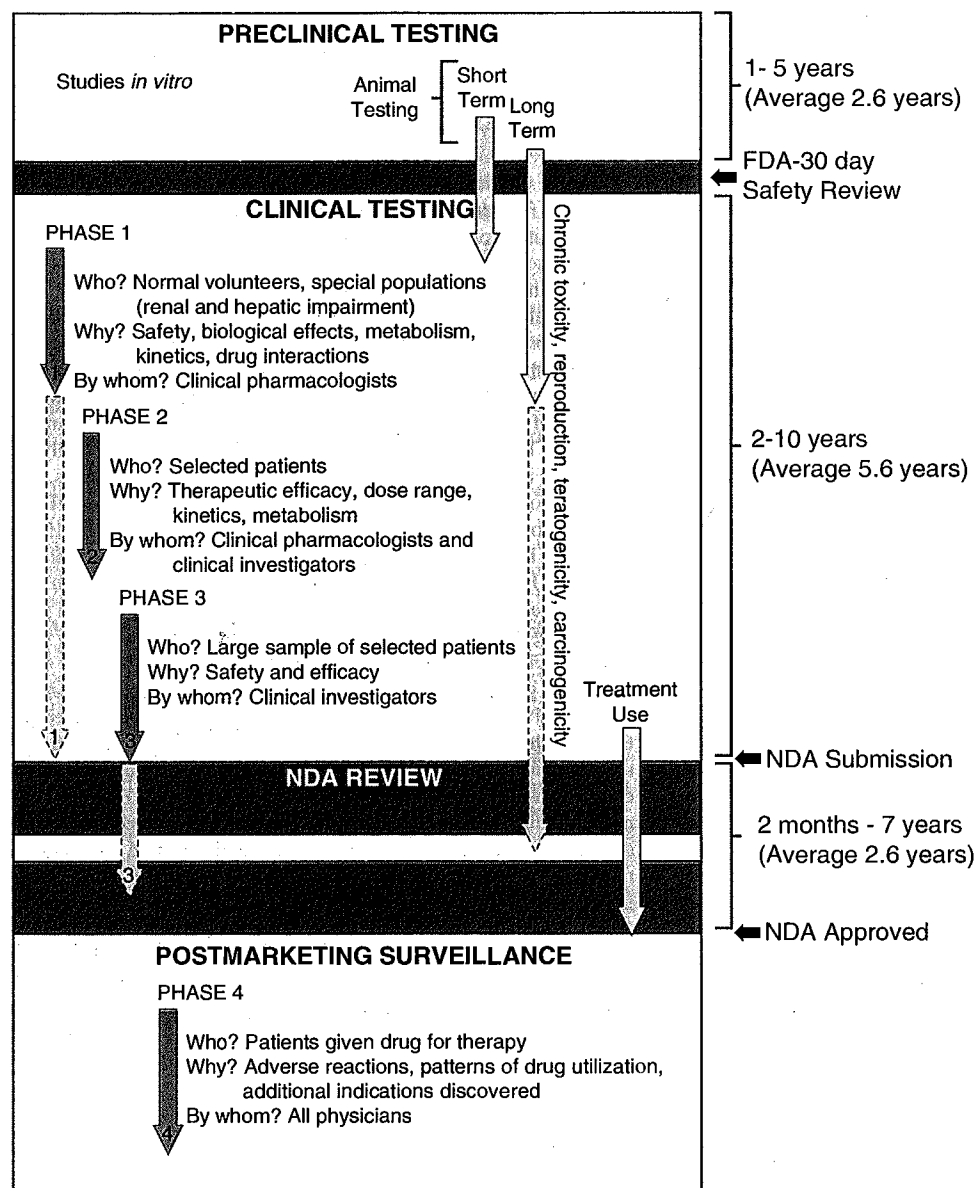 PRECLINICAL TESTING
Studies in vitro
Animal
Testing
Short
Term
Long
Term
1- 5 years
(Average 2.6 years)
FDA-30 day
Safety Review
CLINICAL TESTING
PHASE 1
1
Who? Normal volunteers, special populations
(renal and hepatic impairment)
Why? Safety, biological effects, metabolism,
kinetics, drug interactions
By whom? Clinical pharmacologists
Chronic toxicity, reproduction, teratogenicity, carcinogenicity
PHASE 2
Who? Selected patients
Why? Therapeutic efficacy, dose range,
kinetics, metabolism
By whom? Clinical pharmacologists and
clinical investigators
2
2-10 years
(Average 5.6 years)
PHASE 3
Who? Large sample of selected patients
Why? Safety and efficacy
By whom? Clinical investigators
1
3
Treatment
Use
NDA Submission
NDA REVIEW
3
2 months - 7 years
(Average 2.6 years)
NDA Approved
POSTMARKETING SURVEILLANCE
PHASE 4
Who? Patients given drug for therapy
Why? Adverse reactions, patterns of drug utilization,
additional indications discovered
By whom? All physicians
4